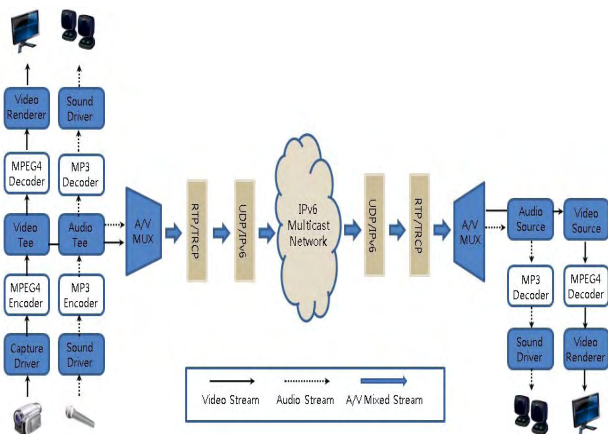 Video
Renderer
Sound
Driver
MPEG4
Decoder
MP3
Decoder
Video
Tee
Audio
Tee
MPEG4
Encoder
MP3
Encoder
Capture
Driver
Sound
Driver
A/V
MUX
RTP/TRCP
UDP/IPv6
IPv6
Multicast
Network
UDP/IPv6
RTP/TRCP
A/V
MUX
Audio
Source
Video
Source
MP3
Decoder
MPEG4
Decoder
Sound
Driver
Video
Renderer
Video Stream
Audio Stream
A/V Mixed Stream